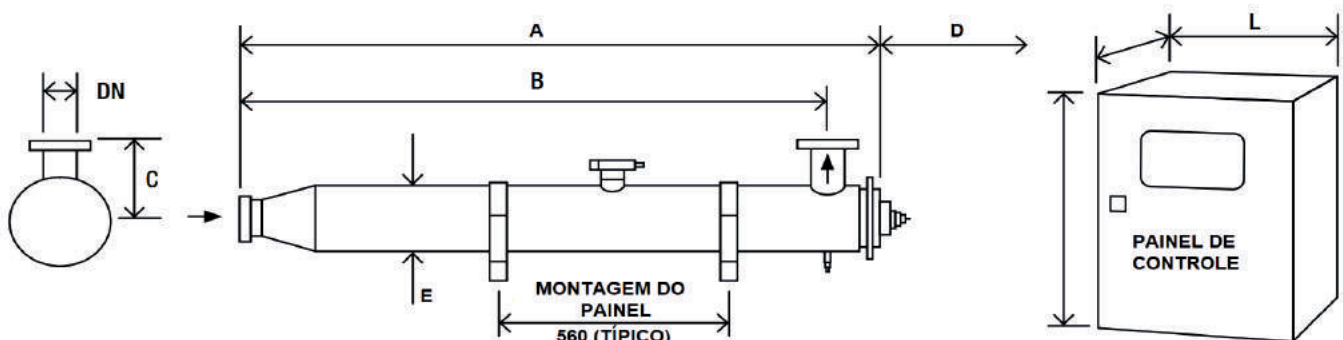 A
D
L
B
DN
C
E
MONTAGEM DO
PAINEL
560 (TÍPICO)
PAINEL DE
CONTROLE